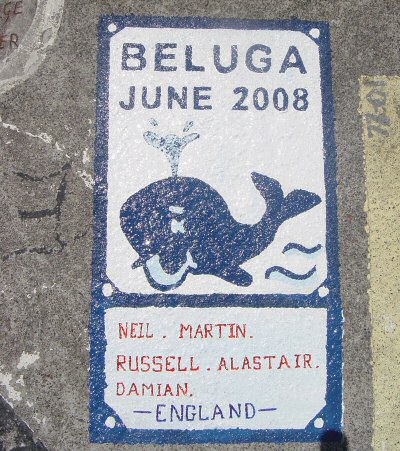 BELUGA
JUNE 2008
NEIL . MARTIN.
RUSSELL . ALASTAIR.
DAMIAN.
—ENGLAND—